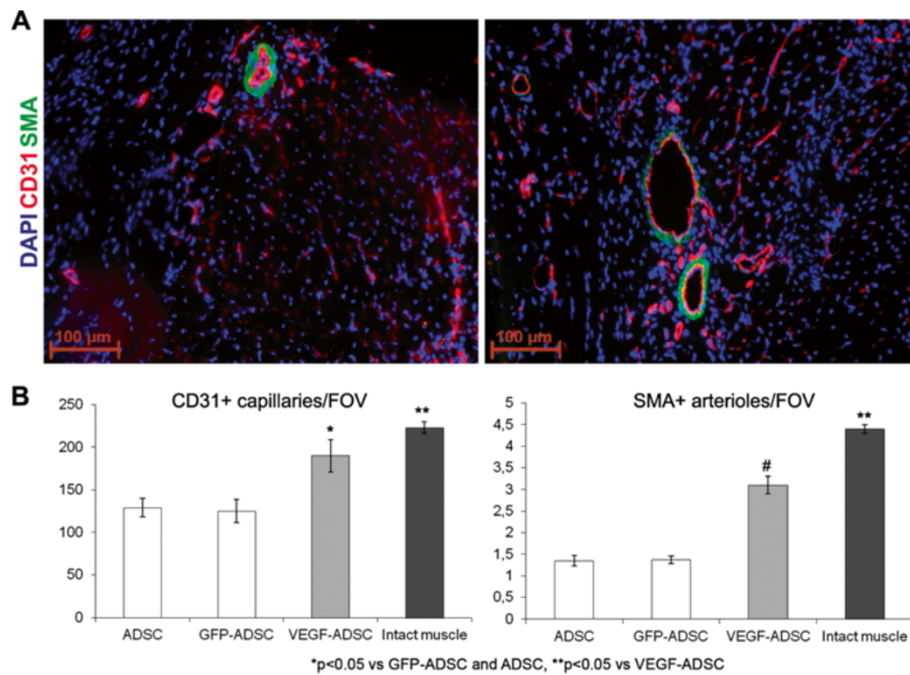 A
DAPI CD31 SMA
100 μm
100 μm
B
CD31+ capillaries/FOV
250
200
150
100
50
0
*
**
ADSC
GFP-ADSC
VEGF-ADSC
Intact muscle
SMA+ arterioles/FOV
5
4,5
4
3,5
3
2,5
2
1,5
1
0,5
0
#
**
ADSC
GFP-ADSC
VEGF-ADSC
Intact muscle
*p<0.05 vs GFP-ADSC and ADSC, **p<0.05 vs VEGF-ADSC